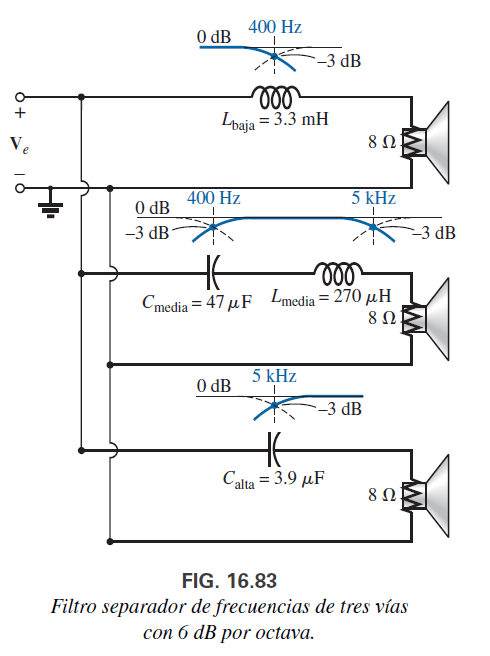 400 Hz
0 dB
–3 dB
L_baja = 3.3 mH
+
V_e
–
8 Ω
400 Hz
5 kHz
0 dB
–3 dB
–3 dB
C_media = 47 μF
L_media = 270 μH
8 Ω
5 kHz
0 dB
–3 dB
C_alta = 3.9 μF
8 Ω
FIG. 16.83
Filtro separador de frecuencias de tres vías
con 6 dB por octava.